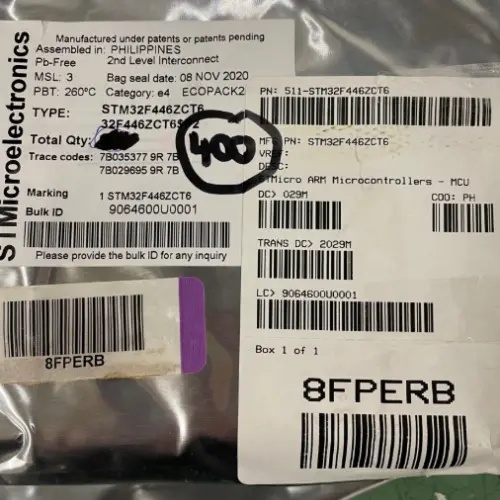 STMicroelectronics
Manufactured under patents or patents pending
Assembled in: PHILIPPINES
Pb-Free 2nd Level Interconnect
MSL: 3 Bag seal date: 08 NOV 2020
PBT: 260°C Category: e4 ECOPACK2
TYPE: STM32F446ZCT6
Total Qty:
400
Trace codes: 7B035377 9R 7B
7B029695 9R 7B
Marking 1 STM32F446ZCT6
Bulk ID 9064600U0001
Please provide the bulk ID for any inquiry
8FPERB
PN: 511-STM32F446ZCT6
MFG PN: STM32F446ZCT6
VREF:
DESC:
STMicro ARM Microcontrollers - MCU
DC> 029M COO: PH
TRANS DC> 2029M
LC> 9064600U0001
Box 1 of 1
8FPERB